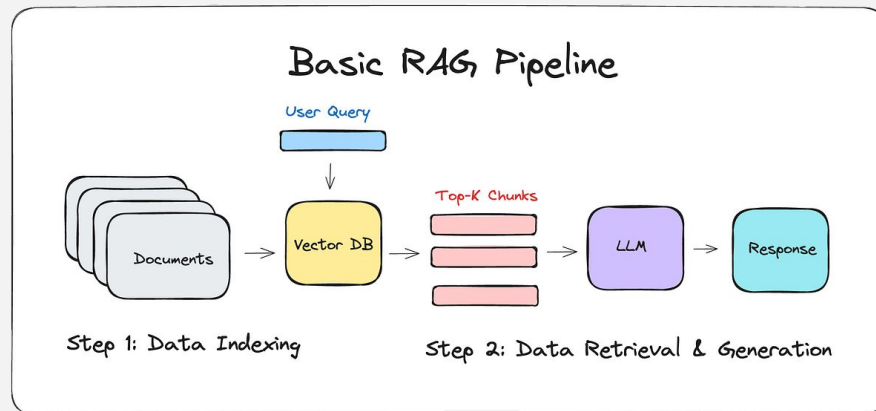 Basic RAG Pipeline
User Query
Top-K Chunks
Documents
Vector DB
LLM
Response
Step 1: Data Indexing
Step 2: Data Retrieval & Generation